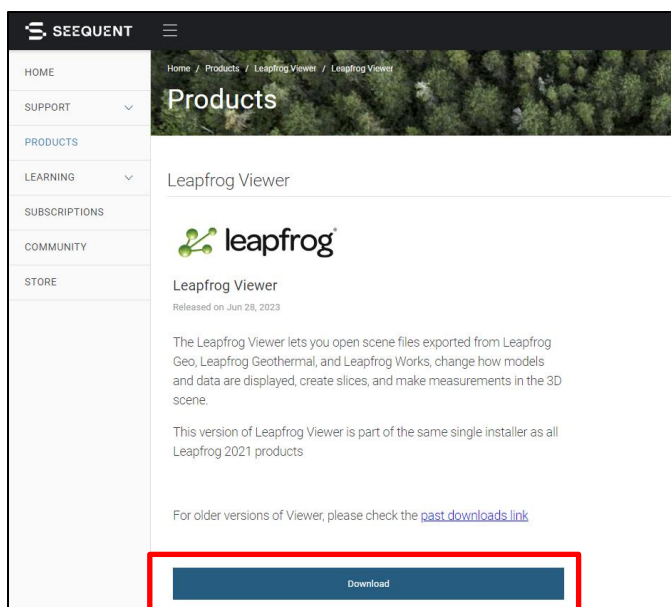 SEEQUENT
HOME
SUPPORT
PRODUCTS
LEARNING
SUBSCRIPTIONS
COMMUNITY
STORE
Home / Products / Leapfrog Viewer / Leapfrog Viewer
Products
Leapfrog Viewer
leapfrog
Leapfrog Viewer
Released on Jun 28, 2023
The Leapfrog Viewer lets you open scene files exported from Leapfrog
Geo, Leapfrog Geothermal, and Leapfrog Works, change how models
and data are displayed, create slices, and make measurements in the 3D
scene.
This version of Leapfrog Viewer is part of the same single installer as all
Leapfrog 2021 products
For older versions of Viewer, please check the past downloads link
Download